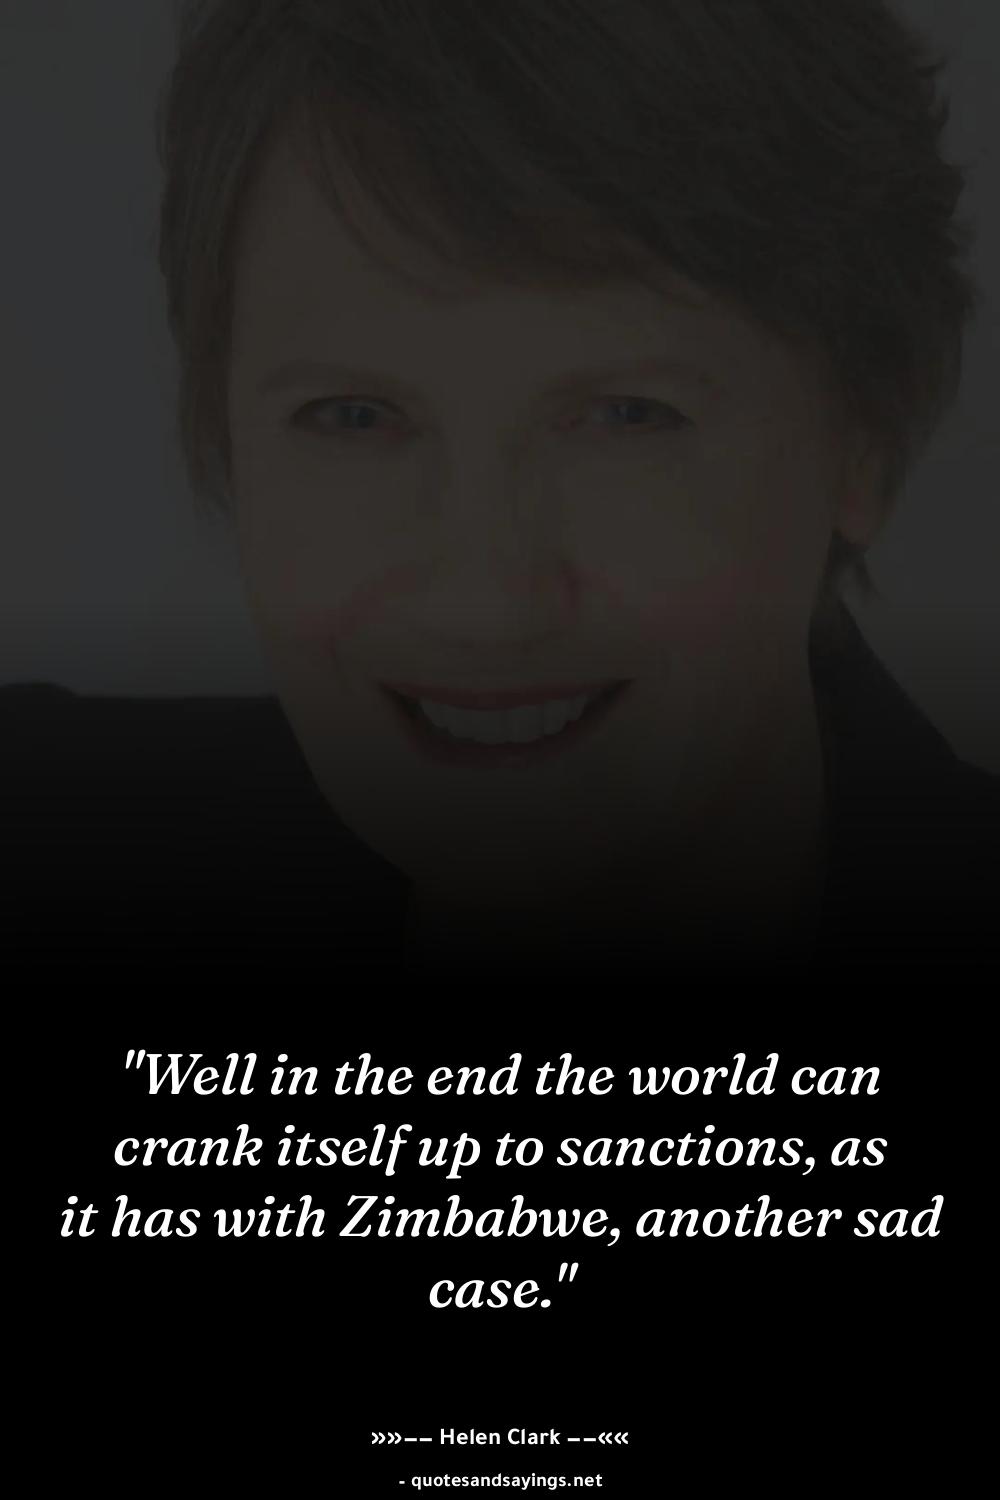 "Well in the end the world can
crank itself up to sanctions, as
it has with Zimbabwe, another sad
case."
»»−− Helen Clark −−««
- quotesandsayings.net